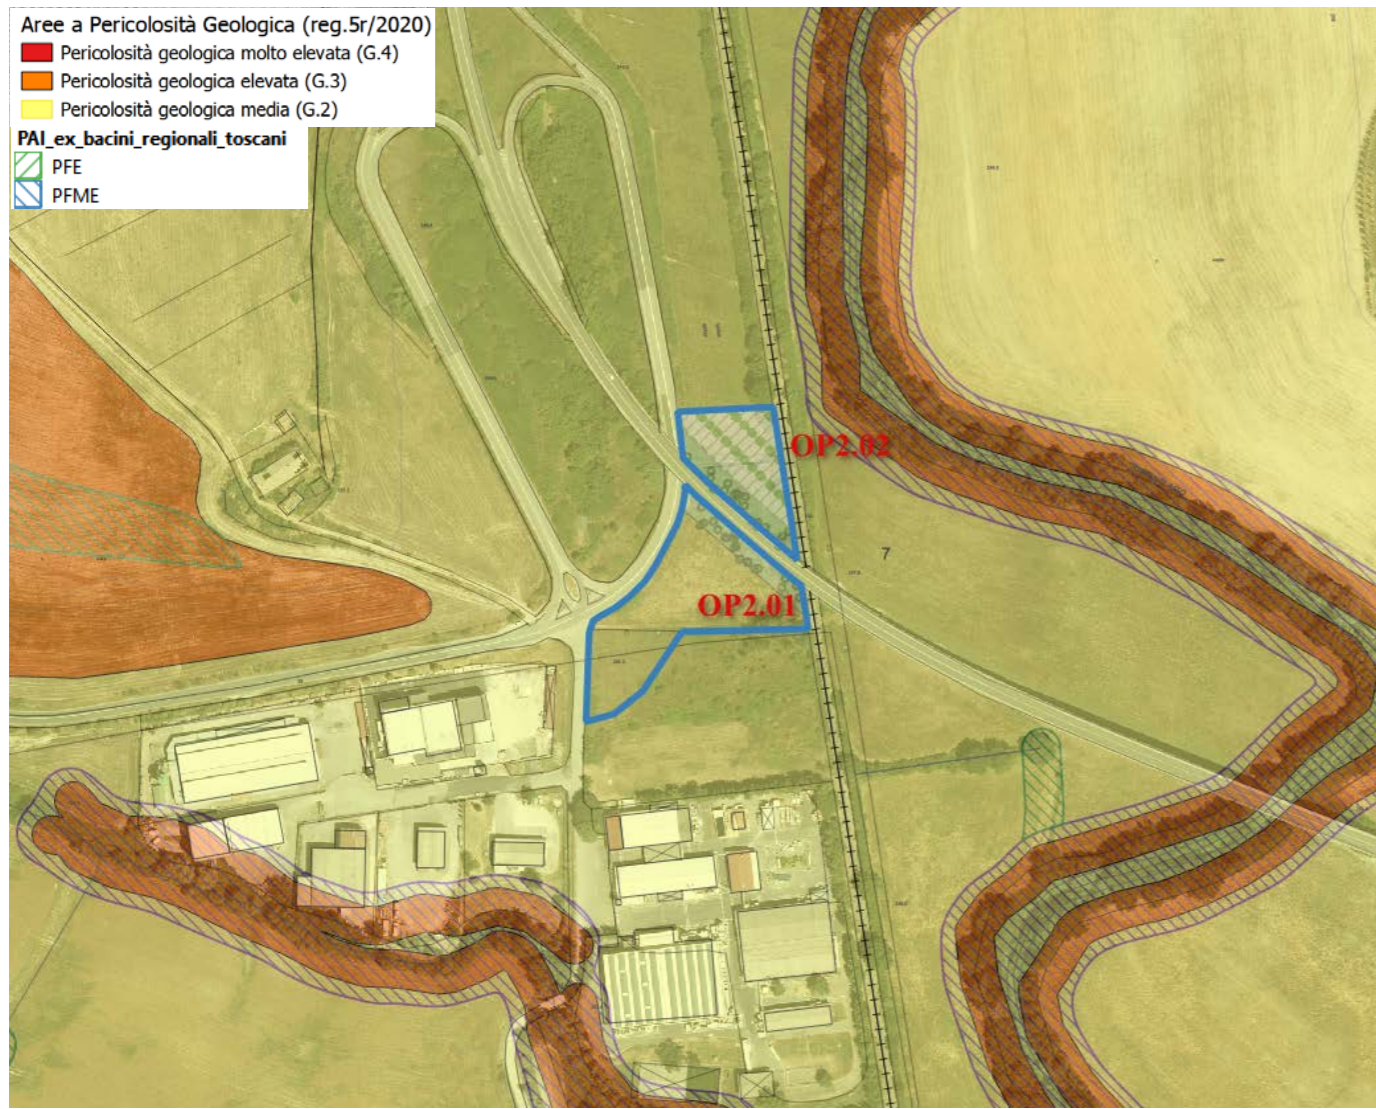 Aree a Pericolosità Geologica (reg.5r/2020)
Pericolosità geologica molto elevata (G.4)
Pericolosità geologica elevata (G.3)
Pericolosità geologica media (G.2)
PAI_ex_bacini_regionali_toscani
PFE
PFME
OP2.02
7
OP2.01